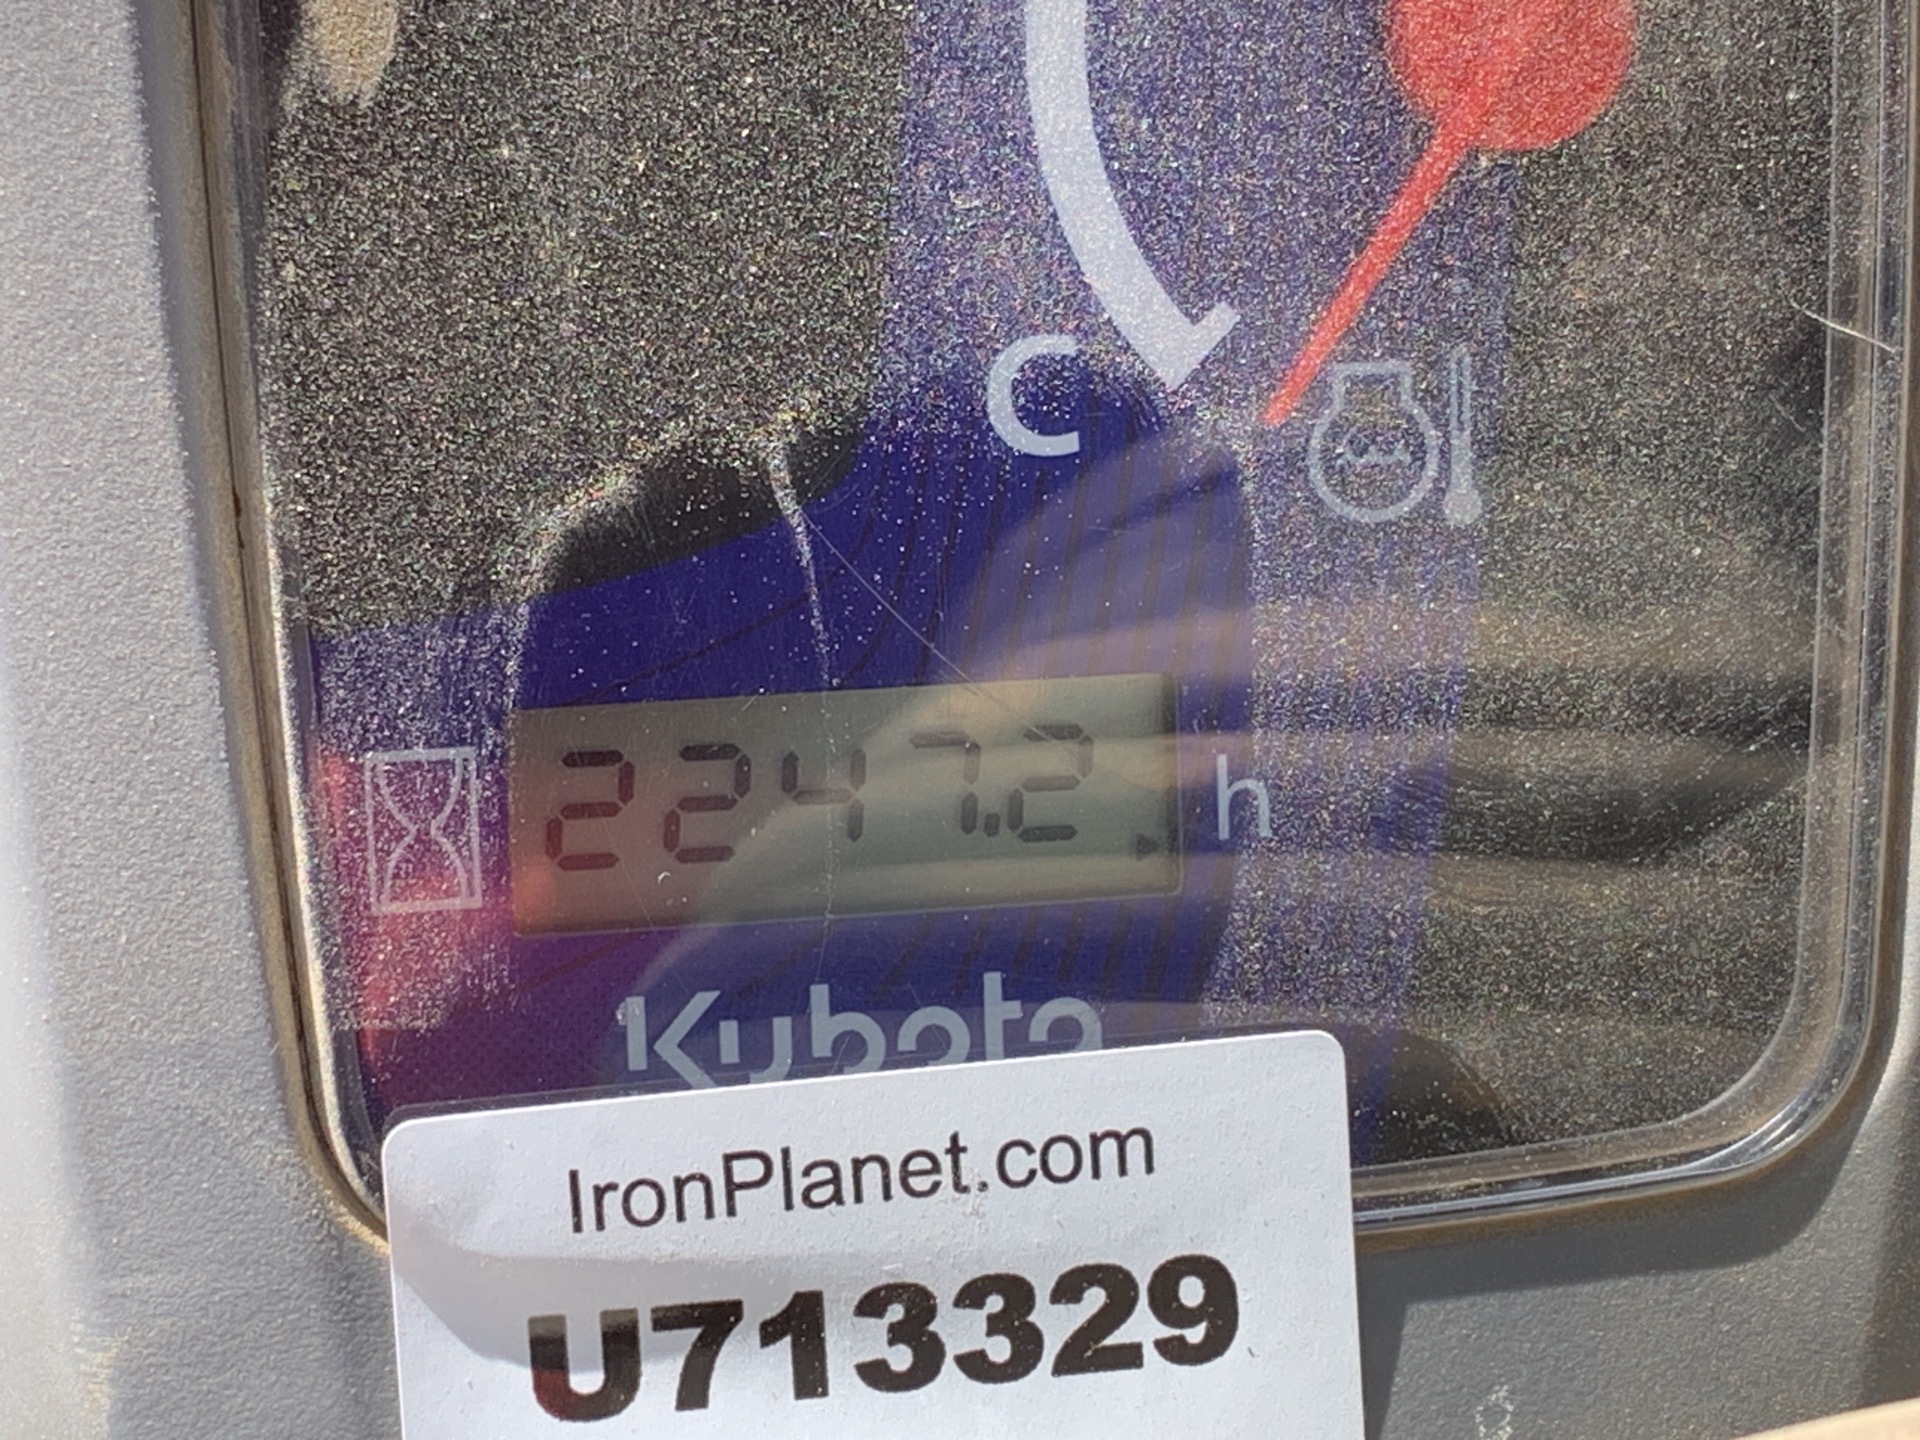 C
2247.2 h
Kubota
IronPlanet.com
U713329